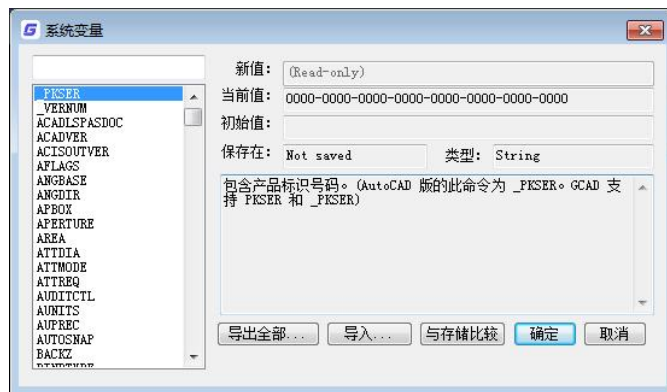 系统变量
_PKSER
_VERNUM
ACADLSPASDOC
ACADVER
ACISOUTVER
AFLAGS
ANGBASE
ANGDIR
APBOX
APERTURE
AREA
ATTDIA
ATTMODE
ATTREQ
AUDITCTL
AUNITS
AUPREC
AUTOSNAP
BACKZ
新值： (Read-only)
当前值： 0000-0000-0000-0000-0000-0000-0000-0000
初始值：
保存在： Not saved 类型： String
包含产品标识号码。(AutoCAD 版的此命令为 _PKSER。GCAD 支
持 PKSER 和 _PKSER)
导出全部... 导入... 与存储比较 确定 取消